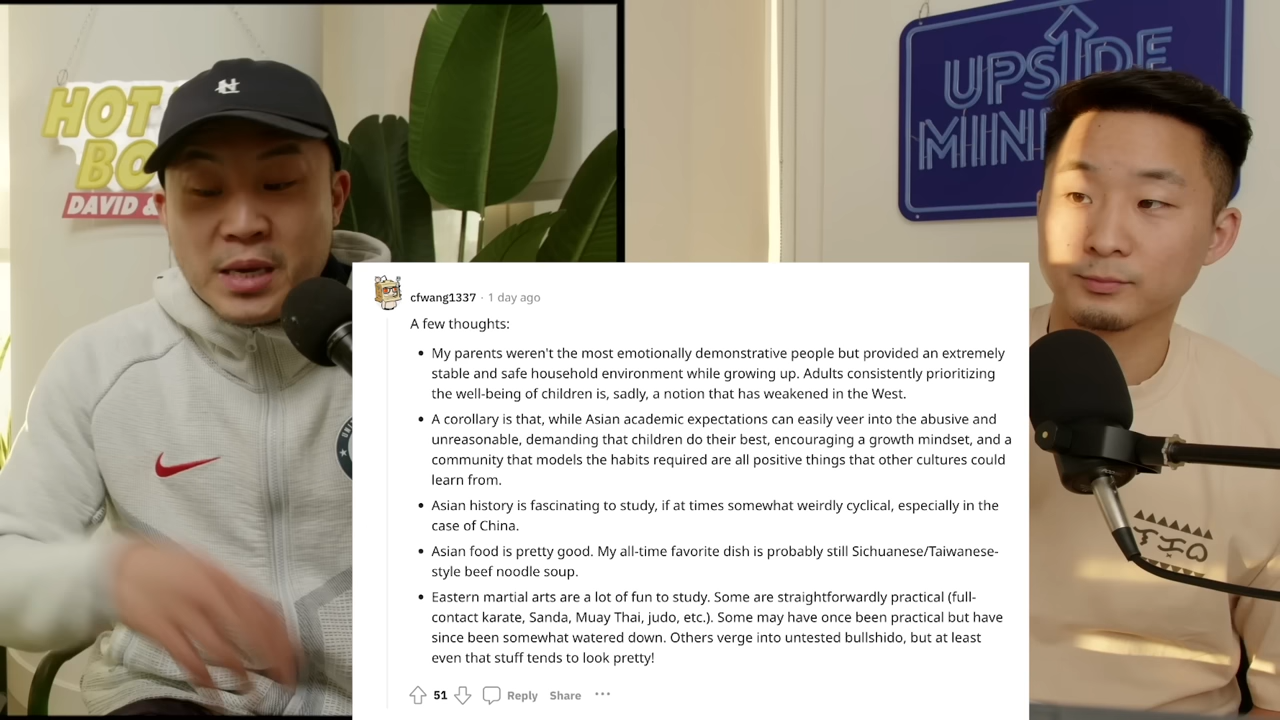 HOT
BO
DAVID &
UPSIDE
MIN
cfwang1337 · 1 day ago
A few thoughts:
• My parents weren't the most emotionally demonstrative people but provided an extremely
stable and safe household environment while growing up. Adults consistently prioritizing
the well-being of children is, sadly, a notion that has weakened in the West.
• A corollary is that, while Asian academic expectations can easily veer into the abusive and
unreasonable, demanding that children do their best, encouraging a growth mindset, and a
community that models the habits required are all positive things that other cultures could
learn from.
• Asian history is fascinating to study, if at times somewhat weirdly cyclical, especially in the
case of China.
• Asian food is pretty good. My all-time favorite dish is probably still Sichuanese/Taiwanese-
style beef noodle soup.
• Eastern martial arts are a lot of fun to study. Some are straightforwardly practical (full-
contact karate, Sanda, Muay Thai, judo, etc.). Some may have once been practical but have
since been somewhat watered down. Others verge into untested bullshido, but at least
even that stuff tends to look pretty!
51 Reply Share ···